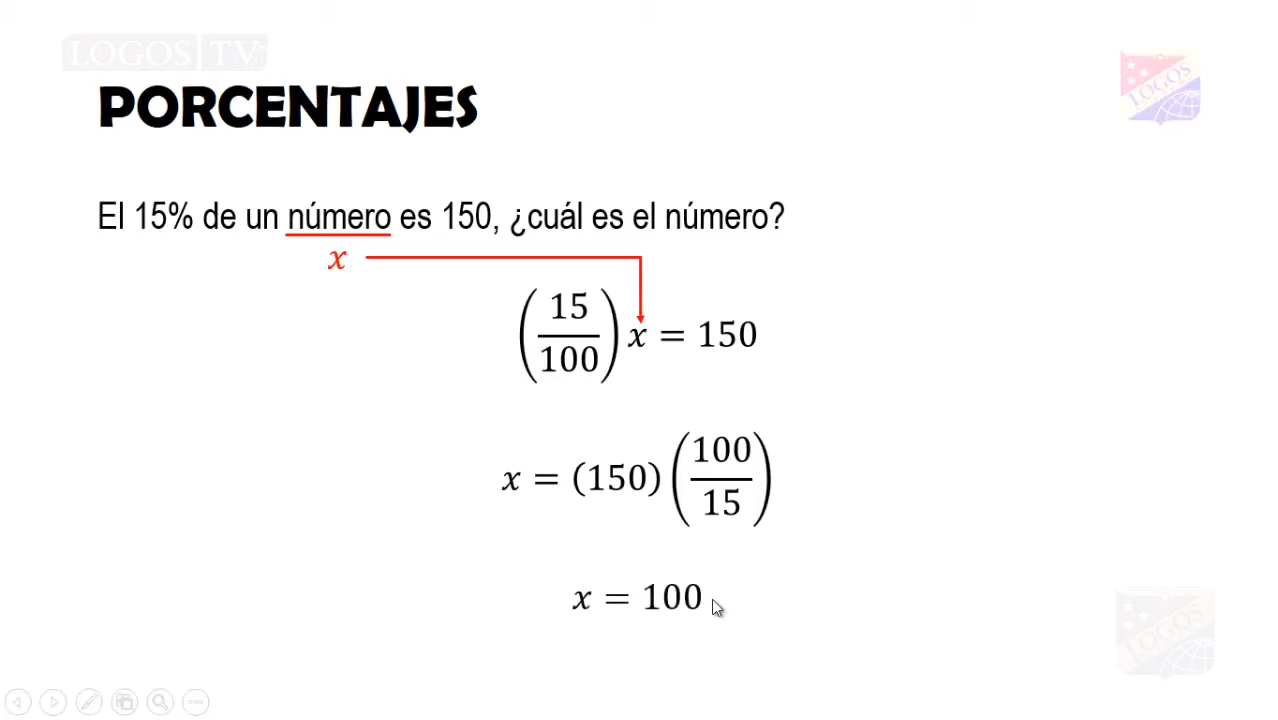 LOGOS TV
LOGOS
PORCENTAJES
El 15% de un número es 150, ¿cuál es el número?
x
(15/100) x = 150
x = (150) (100/15)
x = 100
LOGOS